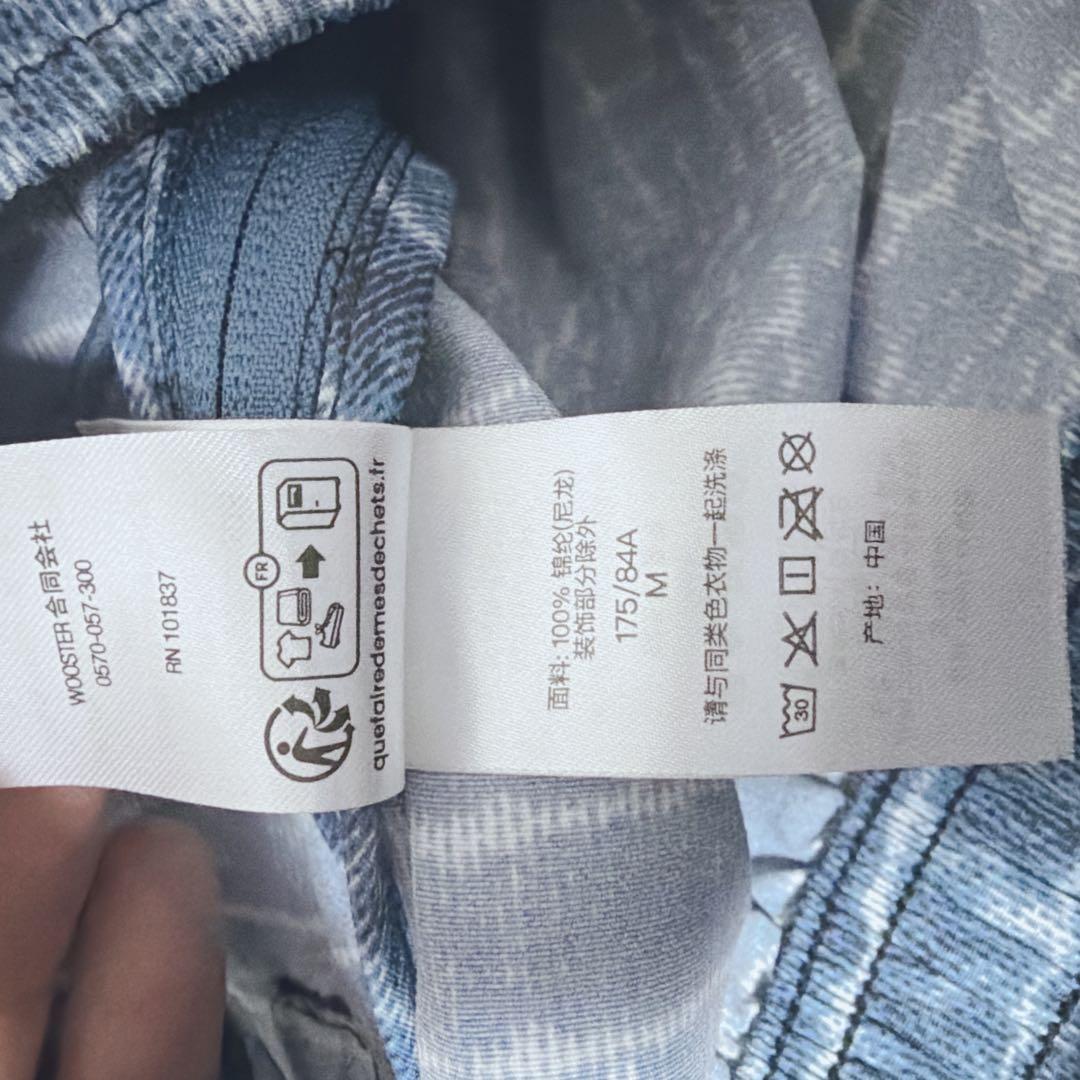 WOOSTER 合同会社
0570-057-300
RN 101837
FR
quefairedemesdechets.fr
面料: 100% 锦纶(尼龙)
装饰部分除外
175/84A
M
请与同类色衣物一起洗涤
30
产地: 中国